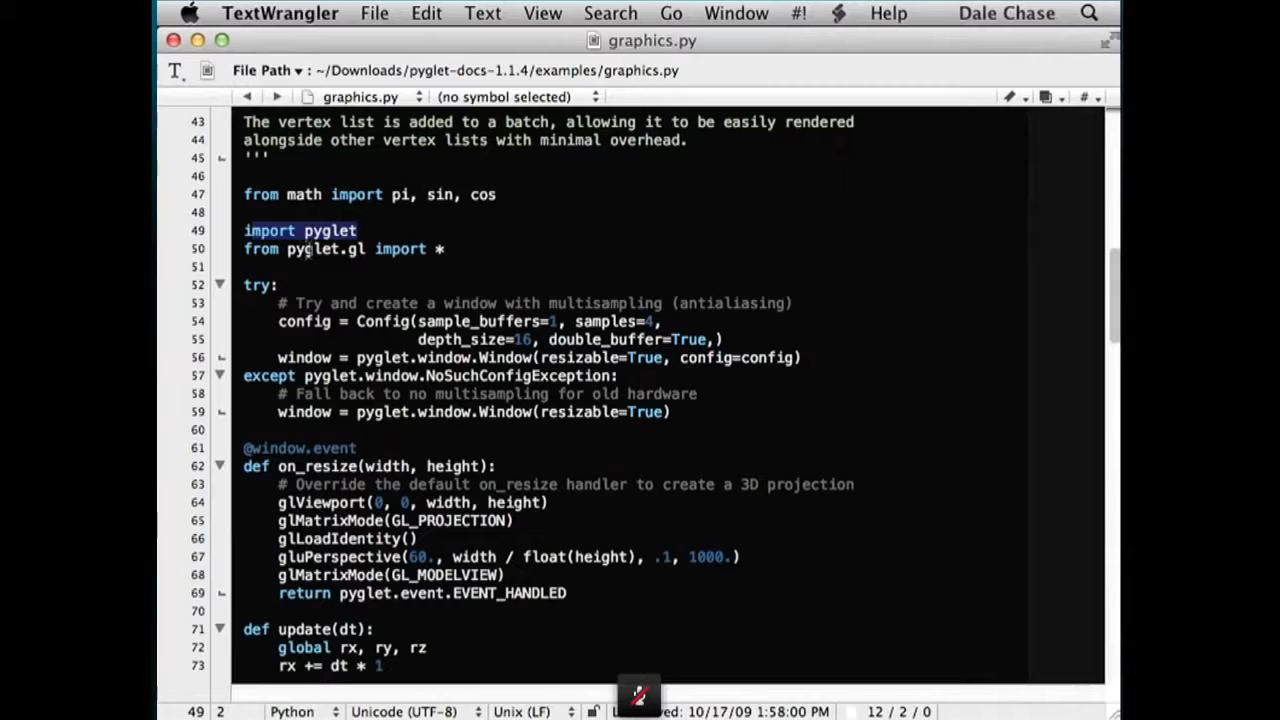 TextWrangler File Edit Text View Search Go Window #! Help Dale Chase
graphics.py
File Path ▾ : ~/Downloads/pyglet-docs-1.1.4/examples/graphics.py
graphics.py (no symbol selected) #
43 The vertex list is added to a batch, allowing it to be easily rendered
44 alongside other vertex lists with minimal overhead.
45 '''
46
47 from math import pi, sin, cos
48
49 import pyglet
50 from pyglet.gl import *
51
52 try:
53 # Try and create a window with multisampling (antialiasing)
54 config = Config(sample_buffers=1, samples=4,
55 depth_size=16, double_buffer=True,)
56 window = pyglet.window.Window(resizable=True, config=config)
57 except pyglet.window.NoSuchConfigException:
58 # Fall back to no multisampling for old hardware
59 window = pyglet.window.Window(resizable=True)
60
61 @window.event
62 def on_resize(width, height):
63 # Override the default on_resize handler to create a 3D projection
64 glViewport(0, 0, width, height)
65 glMatrixMode(GL_PROJECTION)
66 glLoadIdentity()
67 gluPerspective(60., width / float(height), .1, 1000.)
68 glMatrixMode(GL_MODELVIEW)
69 return pyglet.event.EVENT_HANDLED
70
71 def update(dt):
72 global rx, ry, rz
73 rx += dt * 1
49 2 Python Unicode (UTF-8) Unix (LF) 10/17/09 1:58:00 PM 12 / 2 / 0